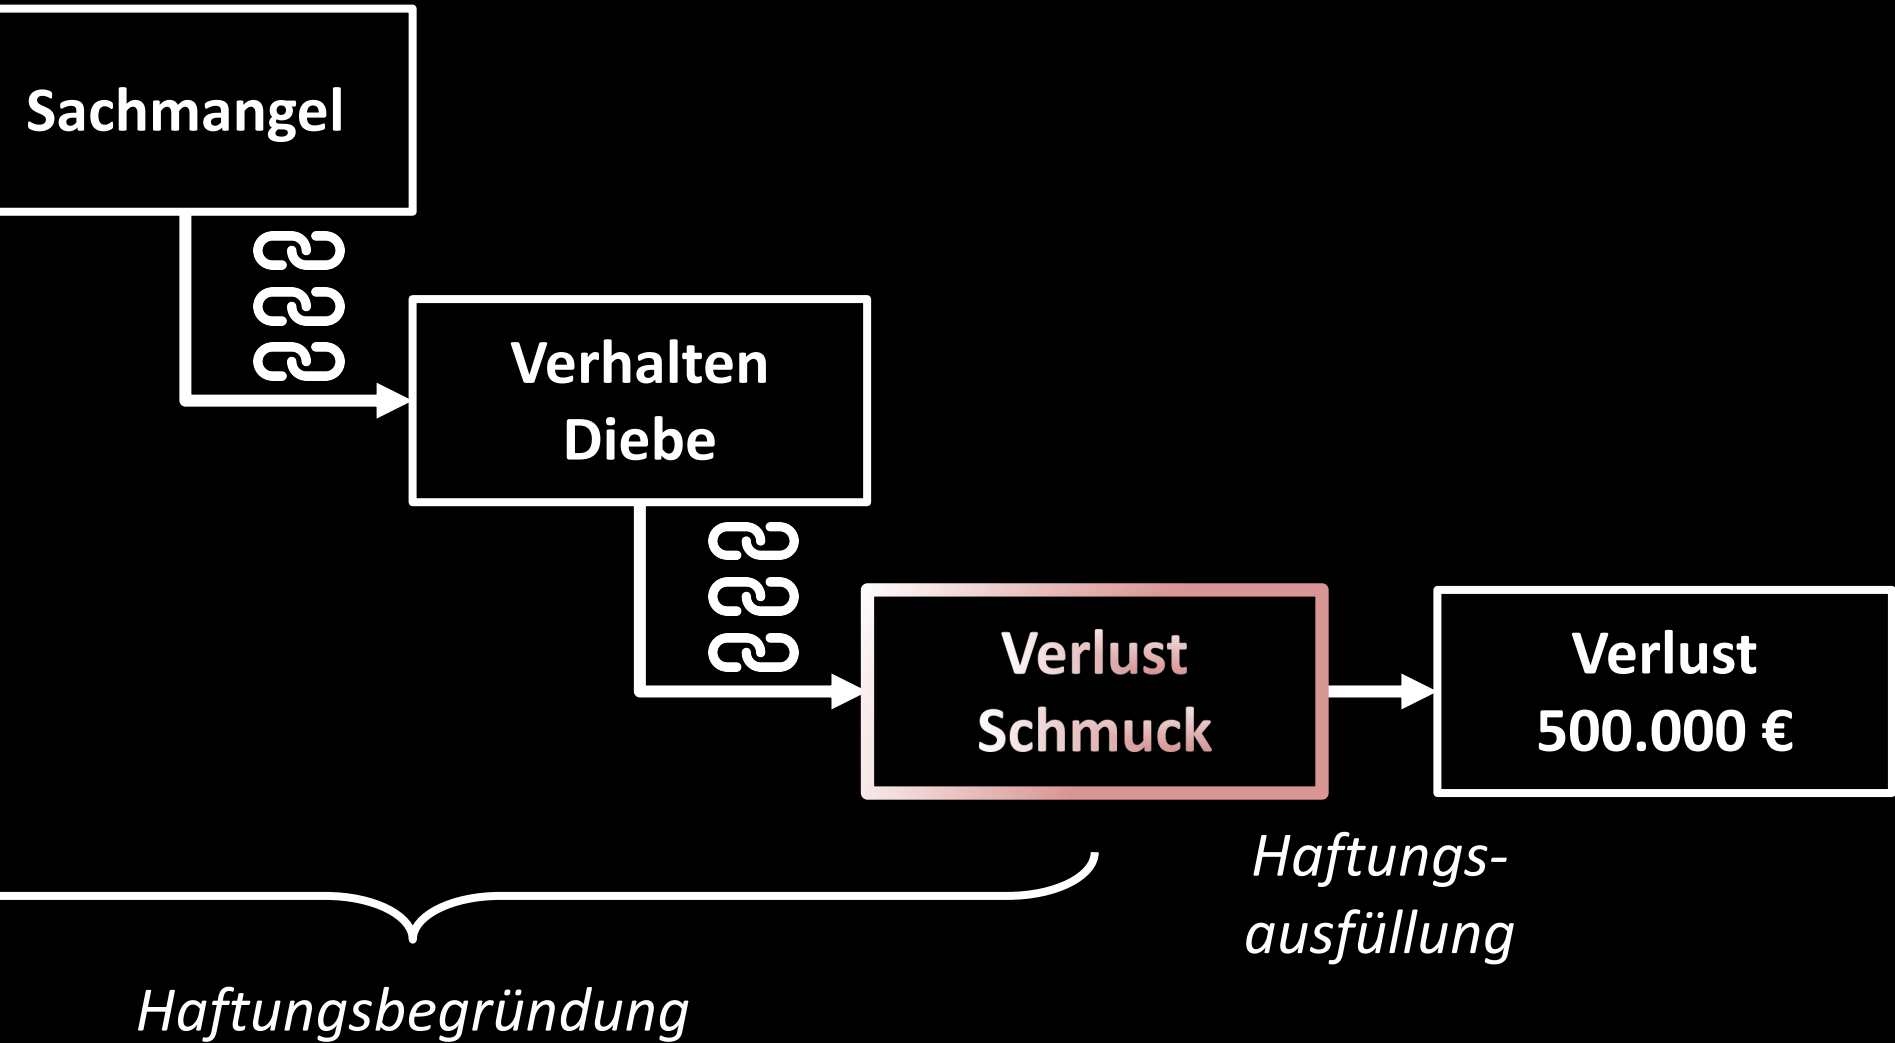 Sachmangel
Verhalten
Diebe
Verlust
Schmuck
Verlust
500.000 €
Haftungs-
ausfüllung
Haftungsbegründung